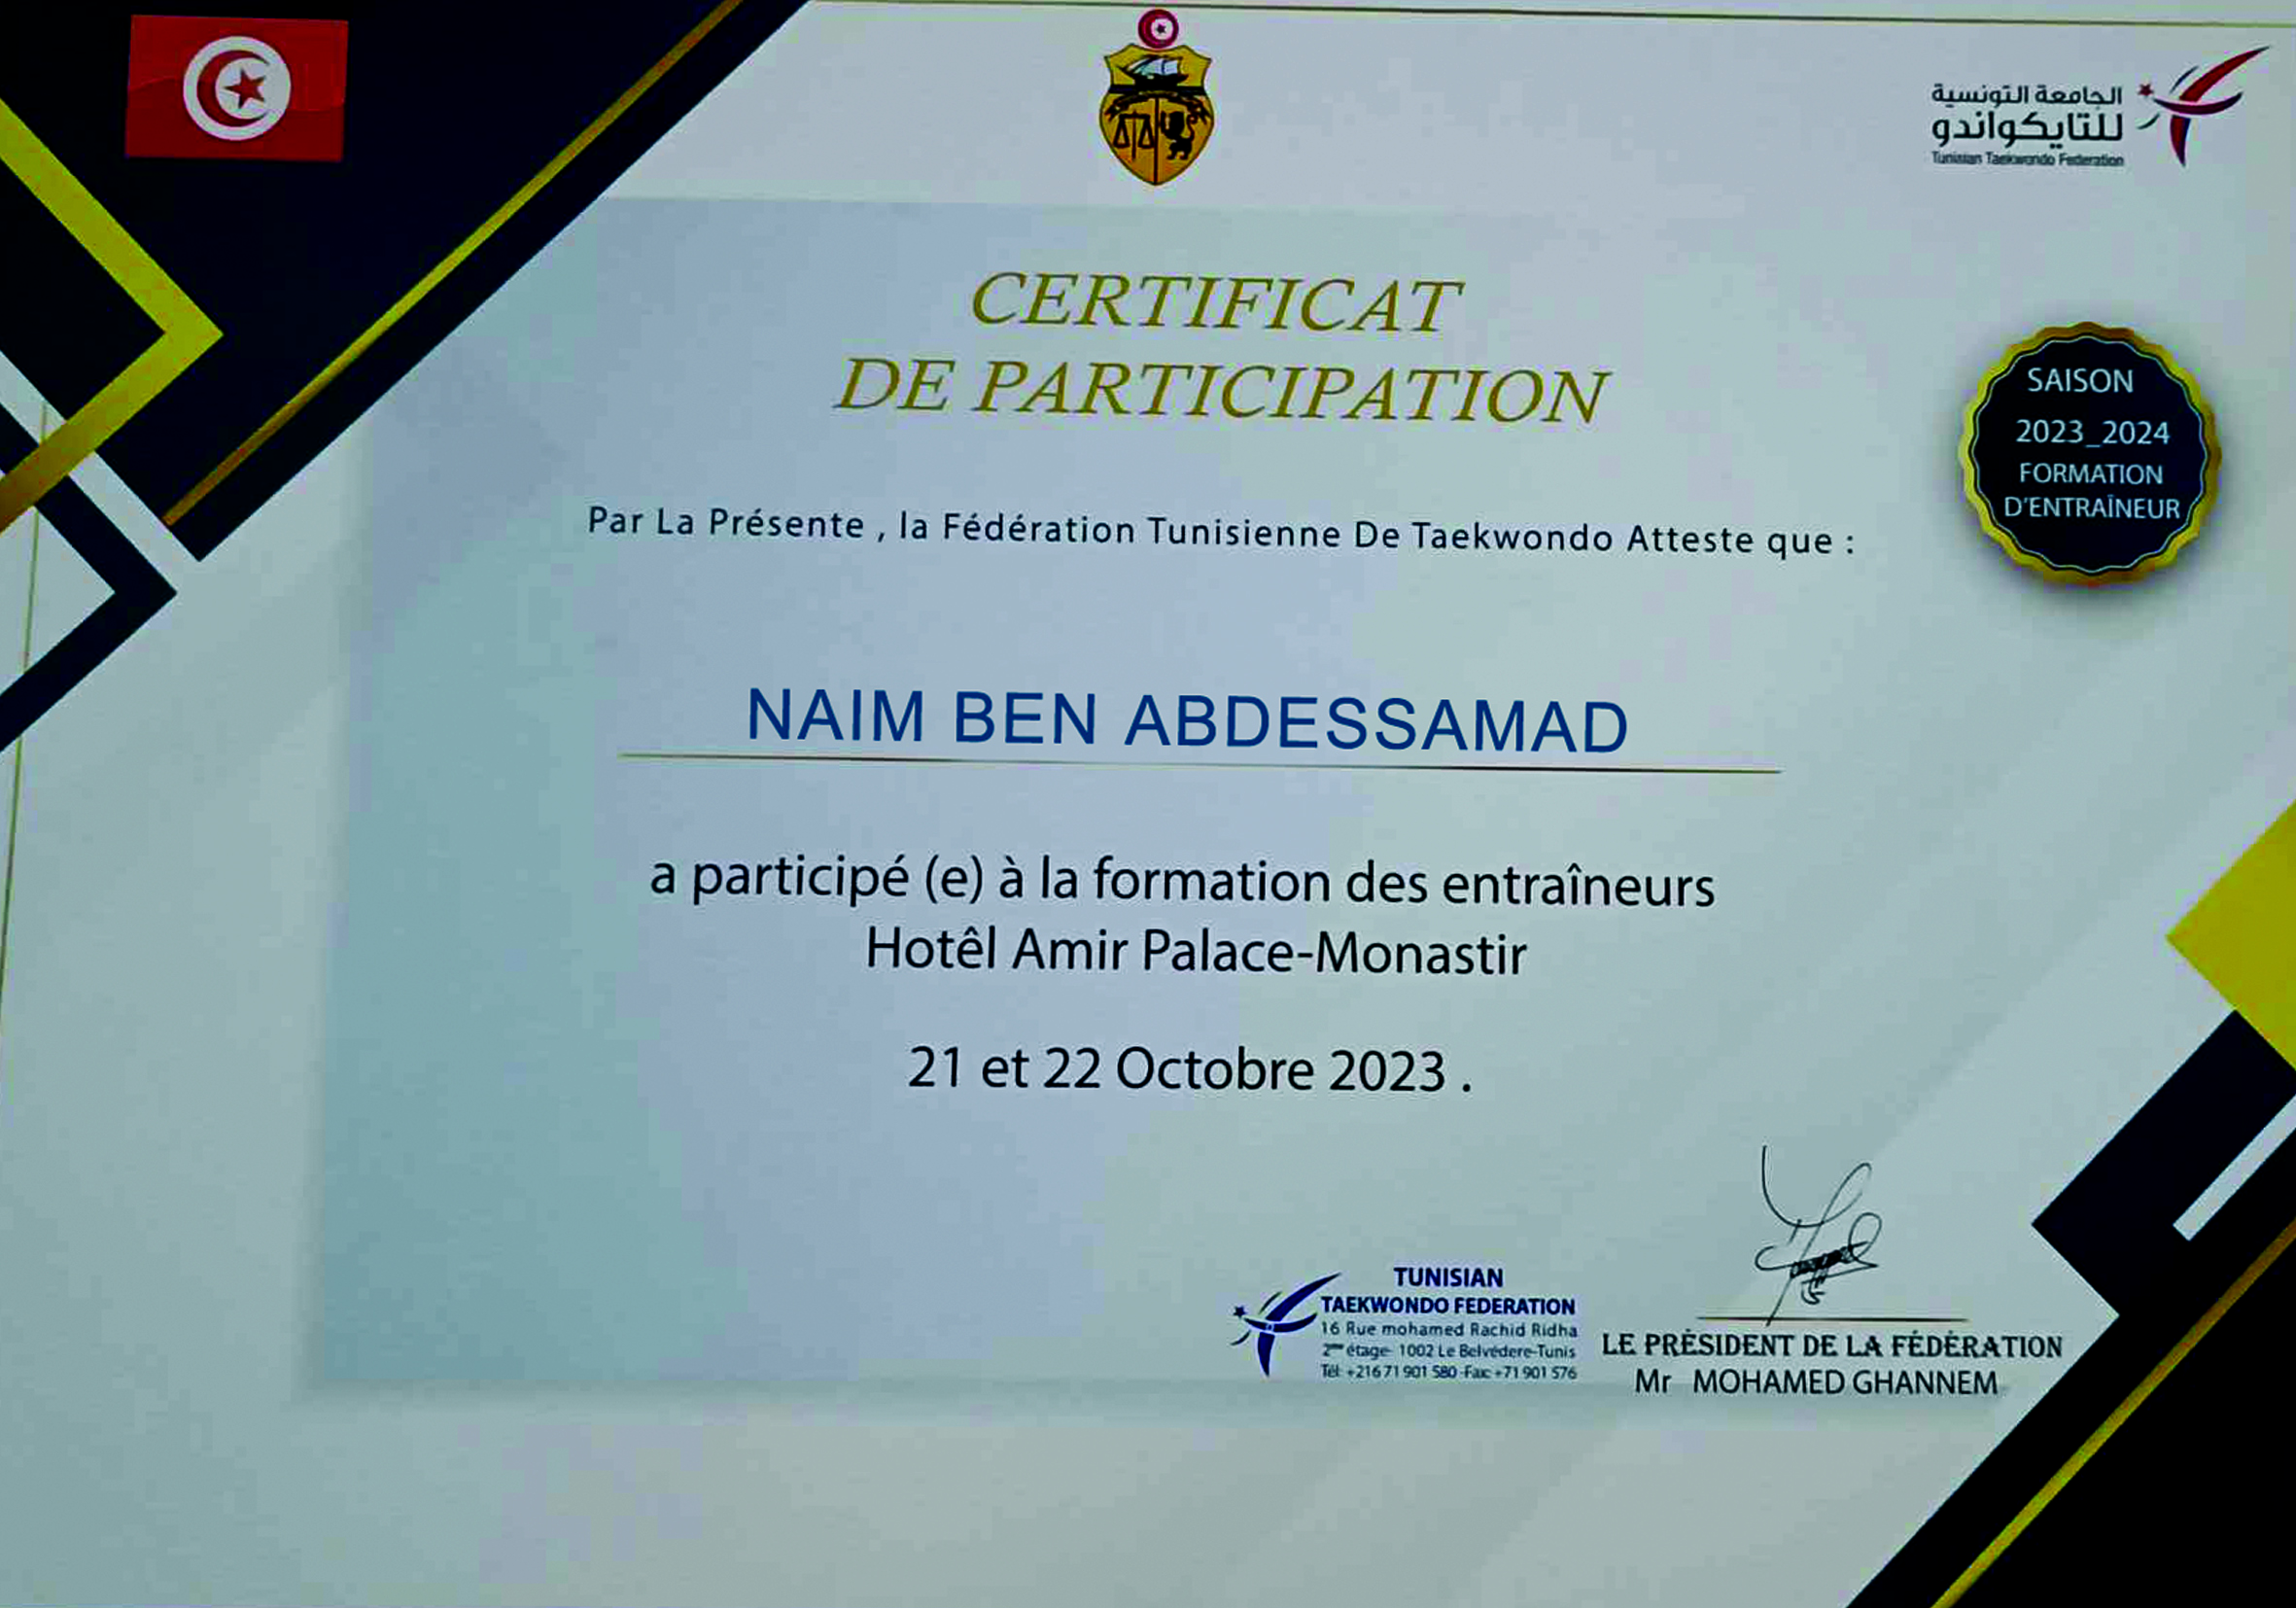 الجامعة التونسية
للتايكواندو
Tunisian Taekwondo Federation
CERTIFICAT
DE PARTICIPATION
SAISON
2023_2024
FORMATION
D'ENTRAÎNEUR
Par La Présente , la Fédération Tunisienne De Taekwondo Atteste que :
NAIM BEN ABDESSAMAD
a participé (e) à la formation des entraîneurs
Hotêl Amir Palace-Monastir
21 et 22 Octobre 2023 .
TUNISIAN
TAEKWONDO FEDERATION
16 Rue mohamed Rachid Ridha
2ème étage- 1002 Le Belvédere-Tunis
Tél: +216 71 901 580 -Fax: +71 901 576
LE PRÉSIDENT DE LA FÉDÉRATION
Mr MOHAMED GHANNEM